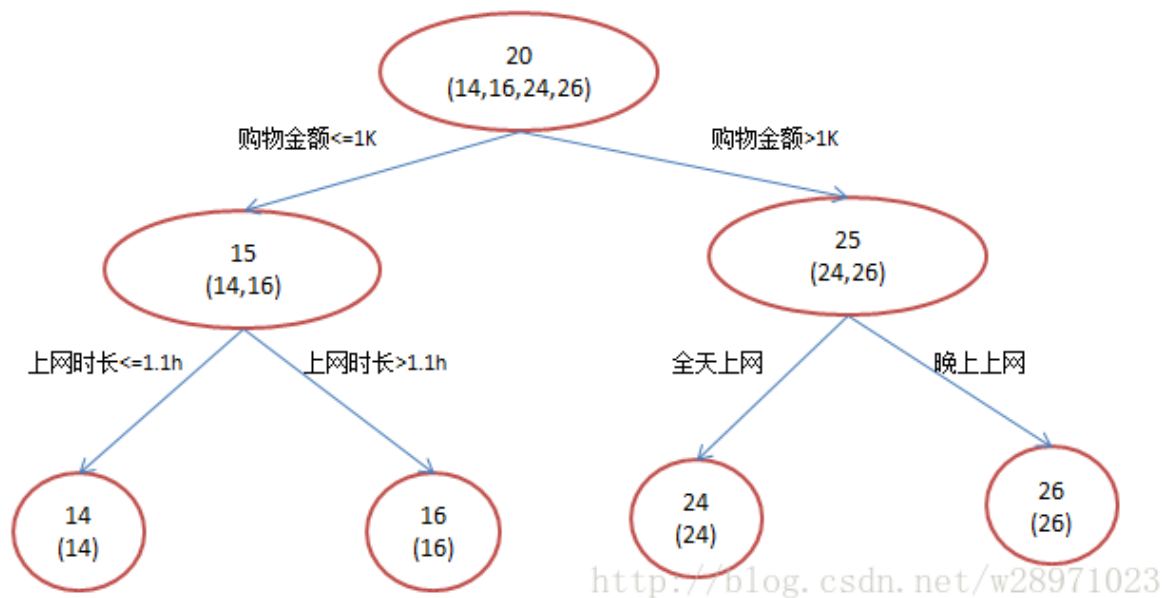 20
(14,16,24,26)
购物金额<=1K
购物金额>1K
15
(14,16)
25
(24,26)
上网时长<=1.1h
上网时长>1.1h
全天上网
晚上上网
14
(14)
16
(16)
24
(24)
26
(26)
http://blog.csdn.net/w28971023